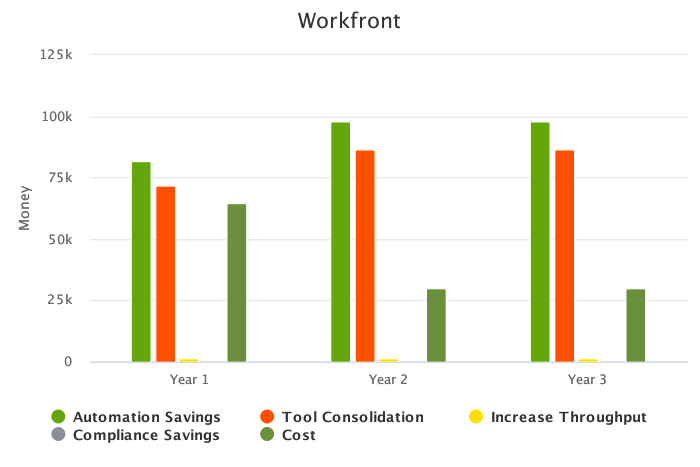 Workfront
125k
100k
75k
50k
25k
0
Money
Year 1 Year 2 Year 3
Automation Savings Tool Consolidation Increase Throughput
Compliance Savings Cost